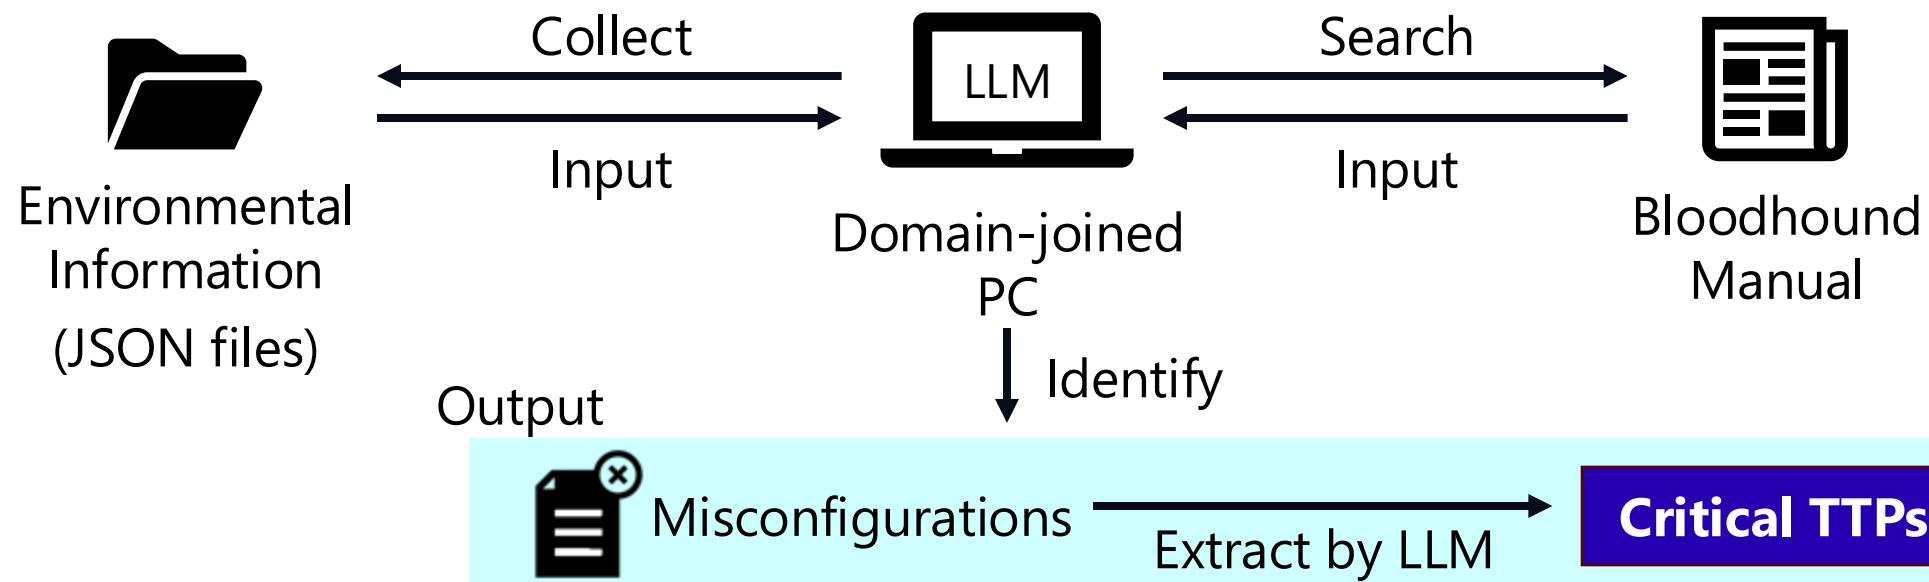 Collect
LLM
Search
Input
Input
Environmental
Information
(JSON files)
Domain-joined
PC
Bloodhound
Manual
Identify
Output
Misconfigurations
Extract by LLM
Critical TTPs